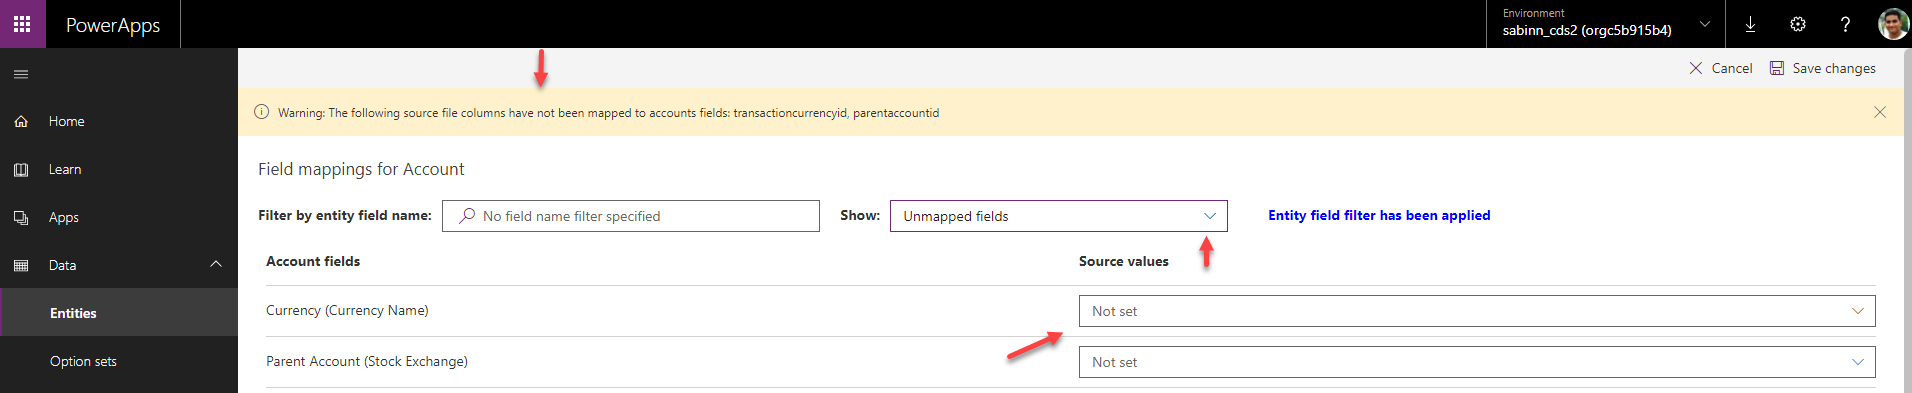 PowerApps
Environment
sabinn_cds2 (orgc5b915b4)
?
Cancel
Save changes
Home
Learn
Apps
Data
Entities
Option sets
Warning: The following source file columns have not been mapped to accounts fields: transactioncurrencyid, parentaccountid
Field mappings for Account
Filter by entity field name:
No field name filter specified
Show:
Unmapped fields
Entity field filter has been applied
Account fields
Source values
Currency (Currency Name)
Not set
Parent Account (Stock Exchange)
Not set